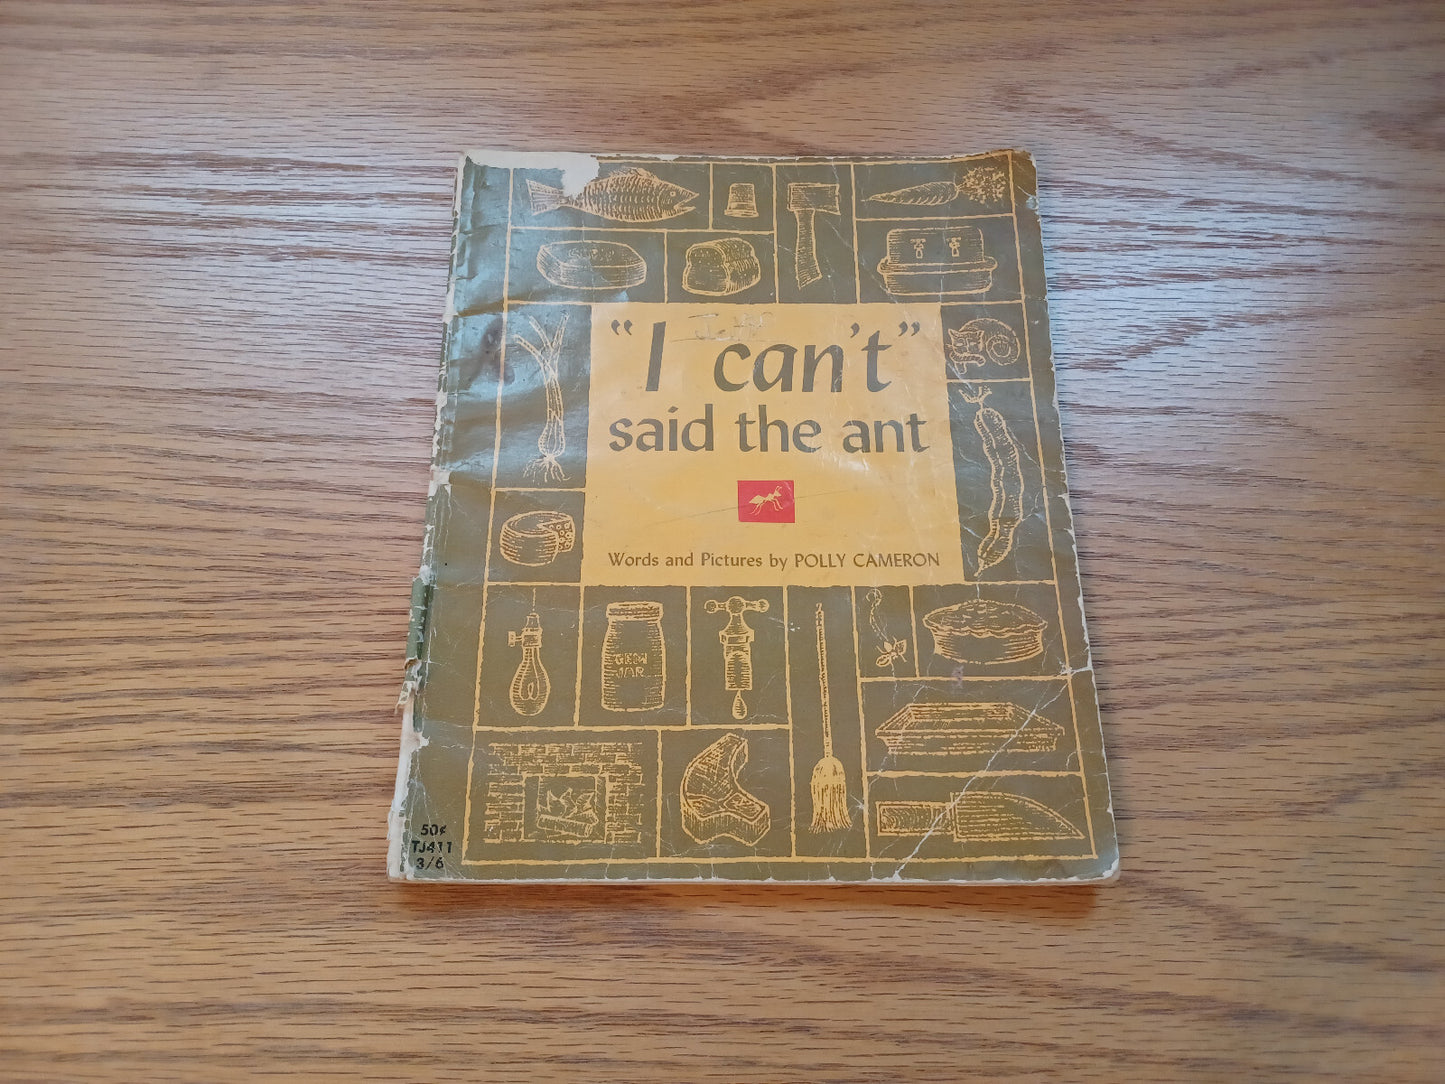 "I can't"
said the ant
Words and Pictures by POLLY CAMERON
GEM
JAR
50¢
TJ411
3/6